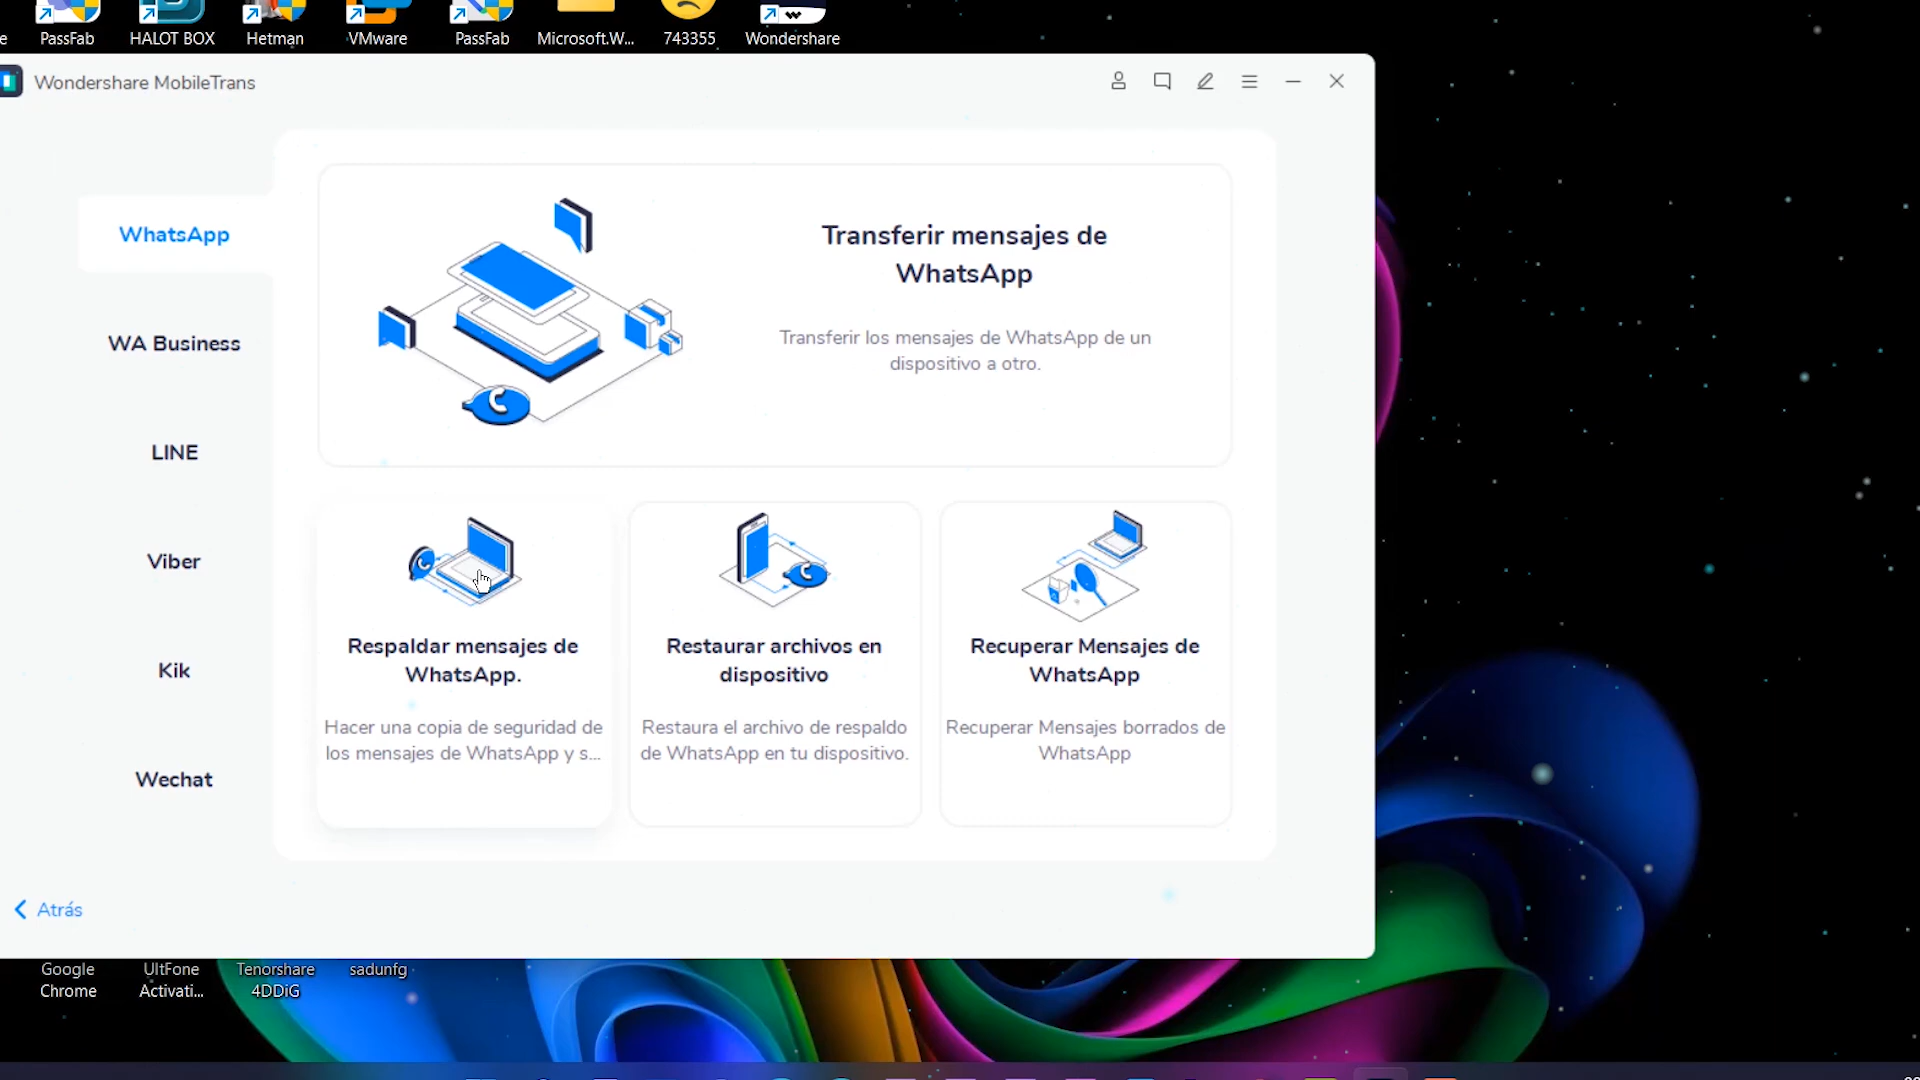 PassFab
HALOT BOX
Hetman
VMware
PassFab
Microsoft.W...
743355
Wondershare
Wondershare MobileTrans
WhatsApp
WA Business
LINE
Viber
Kik
Wechat
Atrás
Transferir mensajes de
WhatsApp
Transferir los mensajes de WhatsApp de un
dispositivo a otro.
Respaldar mensajes de
WhatsApp.
Hacer una copia de seguridad de
los mensajes de WhatsApp y s...
Restaurar archivos en
dispositivo
Restaura el archivo de respaldo
de WhatsApp en tu dispositivo.
Recuperar Mensajes de
WhatsApp
Recuperar Mensajes borrados de
WhatsApp
Google
Chrome
UltFone
Activati...
Tenorshare
4DDiG
sadunfg